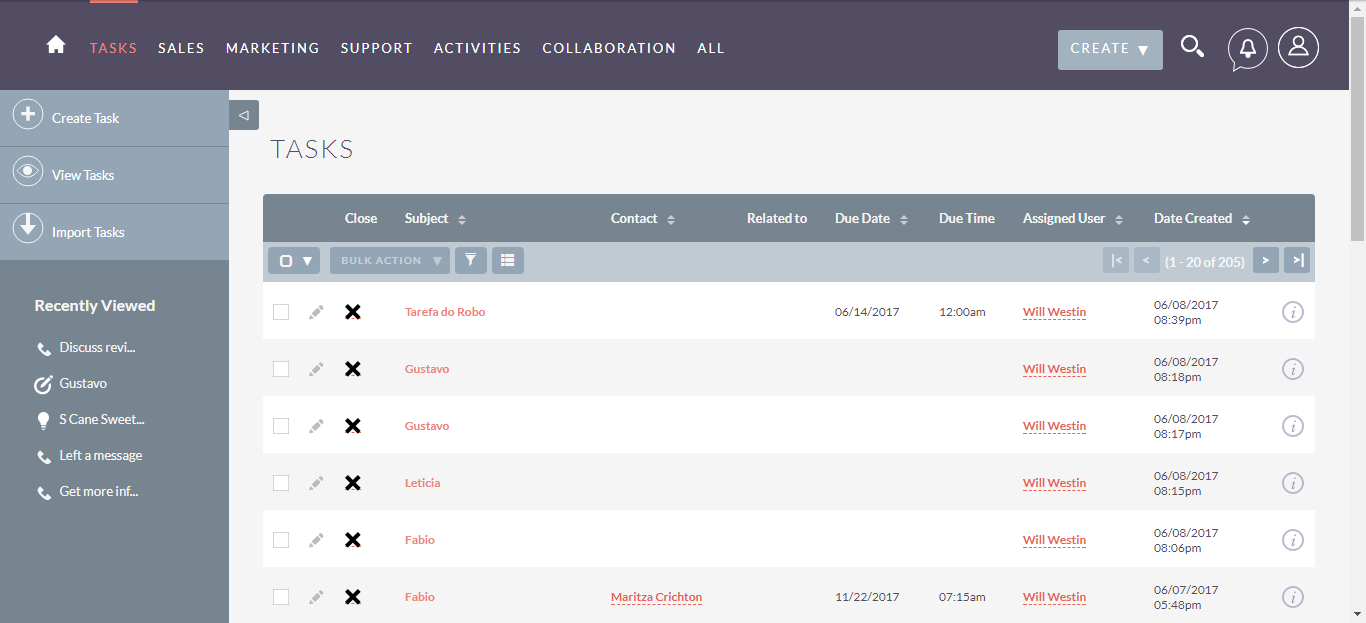 TASKS SALES MARKETING SUPPORT ACTIVITIES COLLABORATION ALL CREATE
Create Task
View Tasks
Import Tasks
Recently Viewed
Discuss revi...
Gustavo
S Cane Sweet...
Left a message
Get more inf...
TASKS
Close Subject Contact Related to Due Date Due Time Assigned User Date Created
BULK ACTION (1 - 20 of 205)
Tarefa do Robo 06/14/2017 12:00am Will Westin 06/08/2017
08:39pm
Gustavo Will Westin 06/08/2017
08:18pm
Gustavo Will Westin 06/08/2017
08:17pm
Leticia Will Westin 06/08/2017
08:15pm
Fabio Will Westin 06/08/2017
08:06pm
Fabio Maritza Crichton 11/22/2017 07:15am Will Westin 06/07/2017
05:48pm